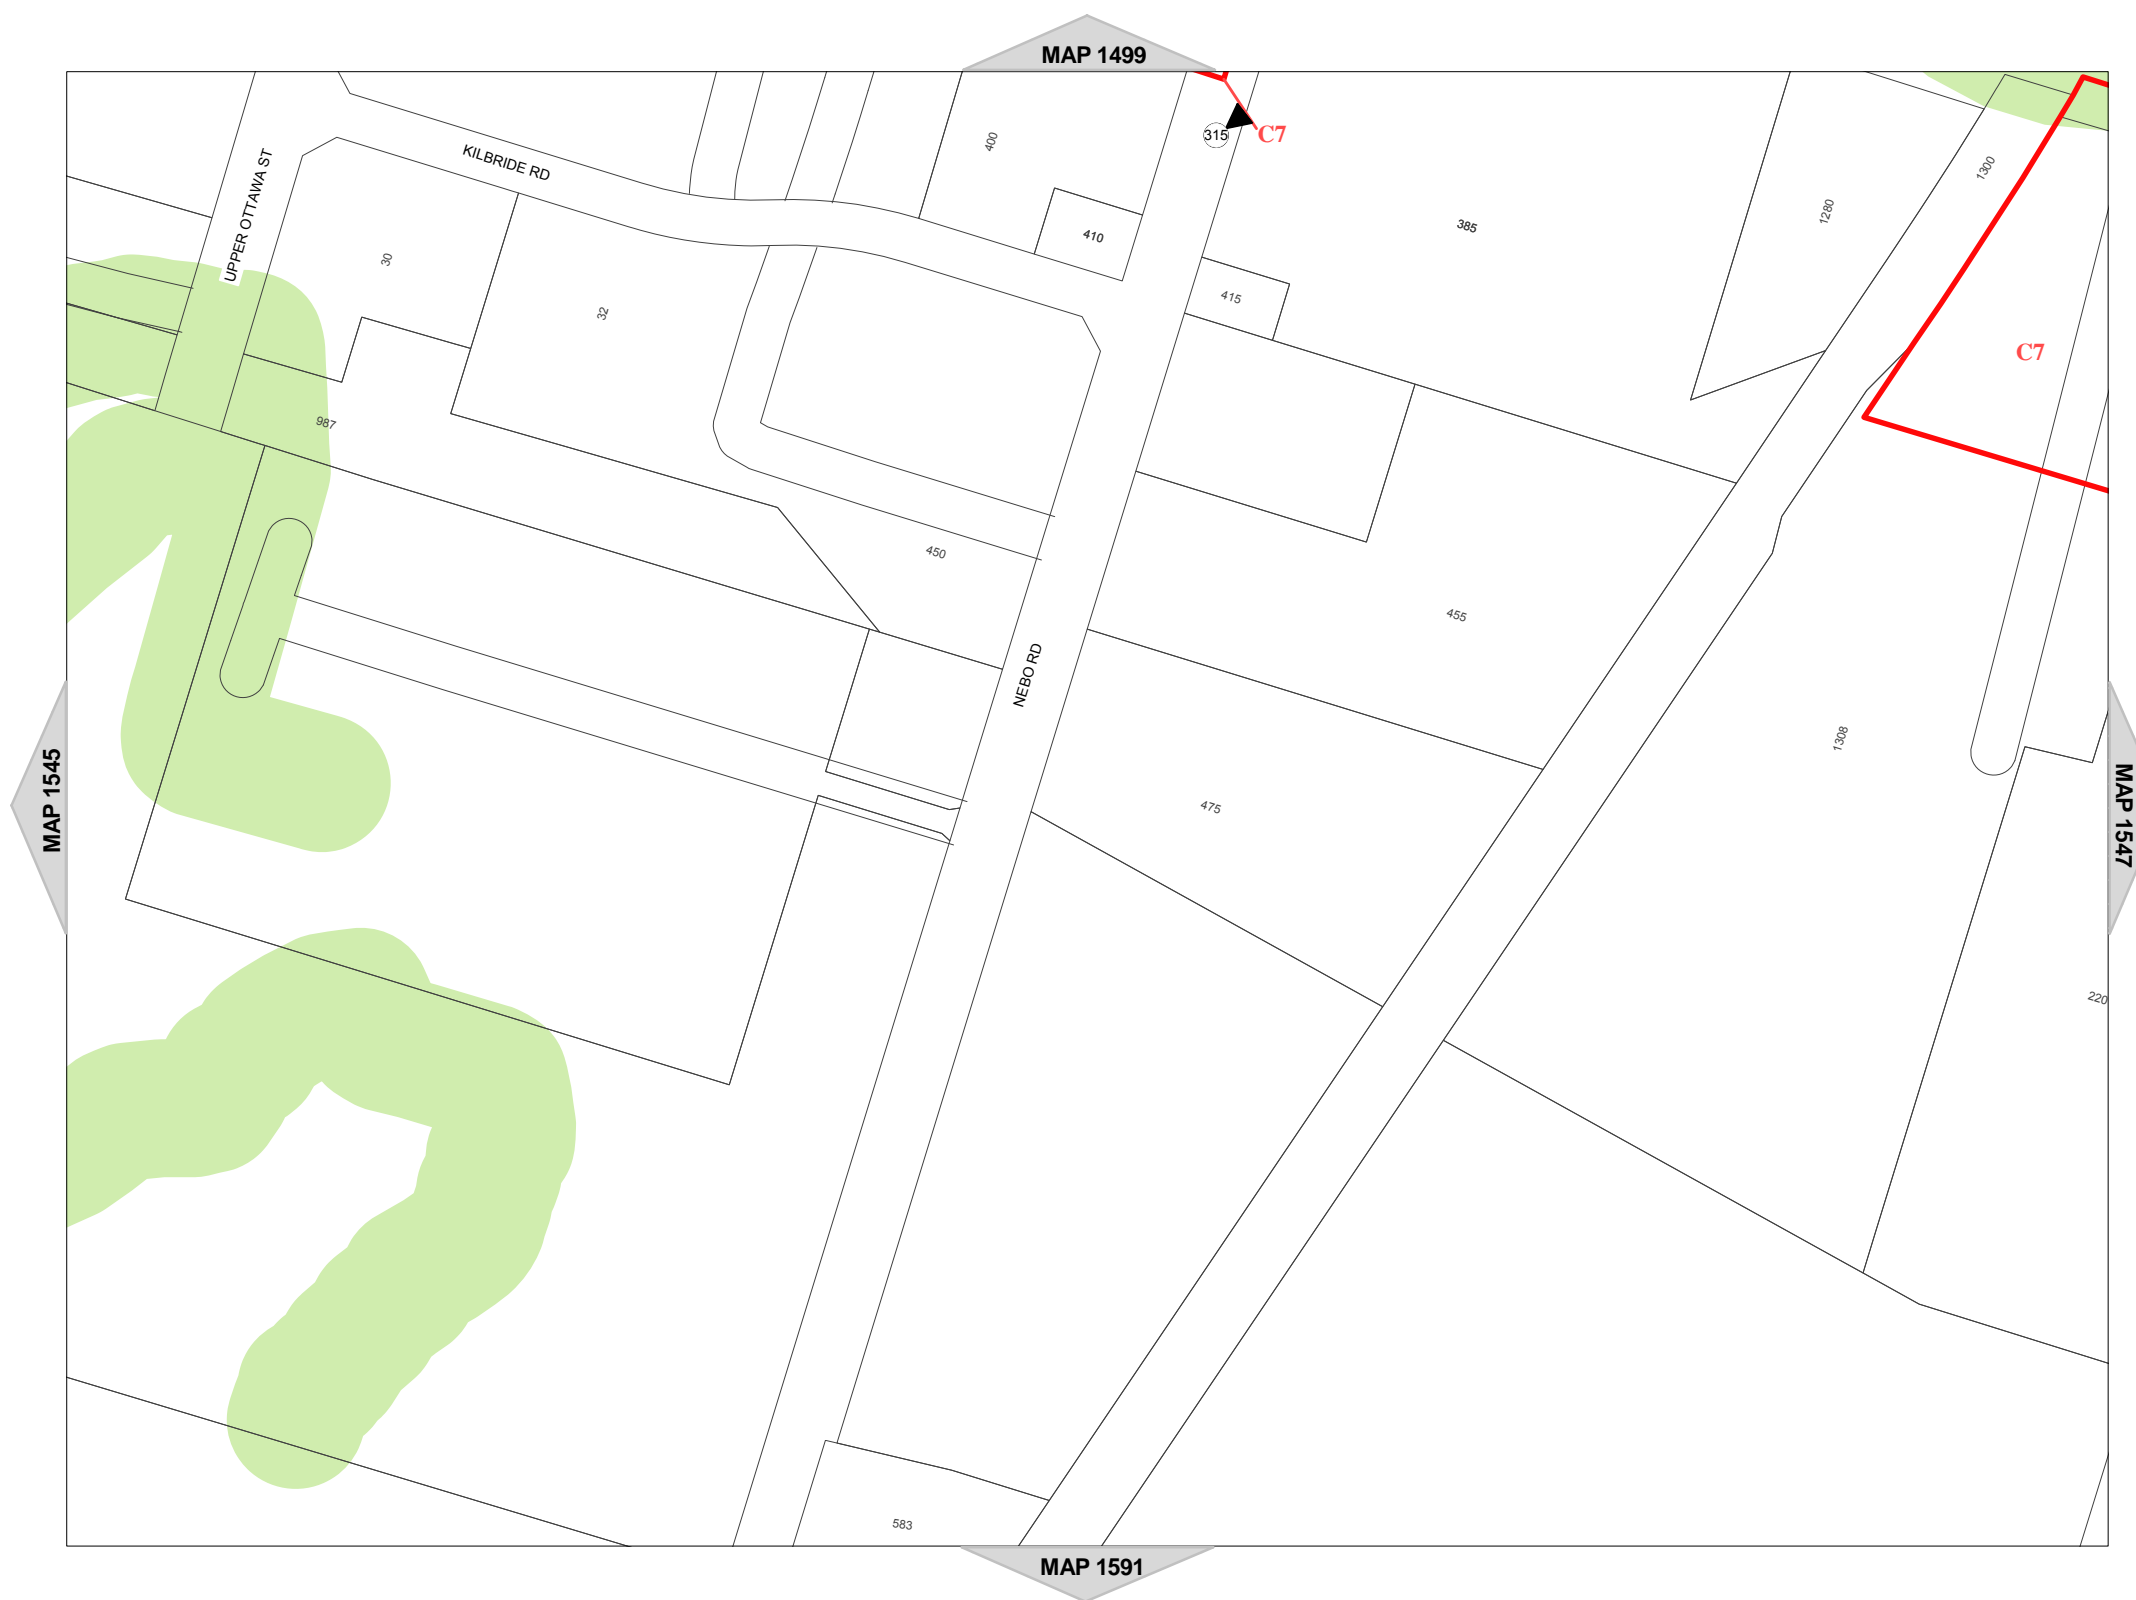 MAP 1499
KILBRIDE RD
UPPER OTTAWA ST
400
315
C7
1300
1280
385
410
30
415
32
C7
987
450
455
NEBO RD
1308
MAP 1545
475
MAP 1547
220
583
MAP 1591